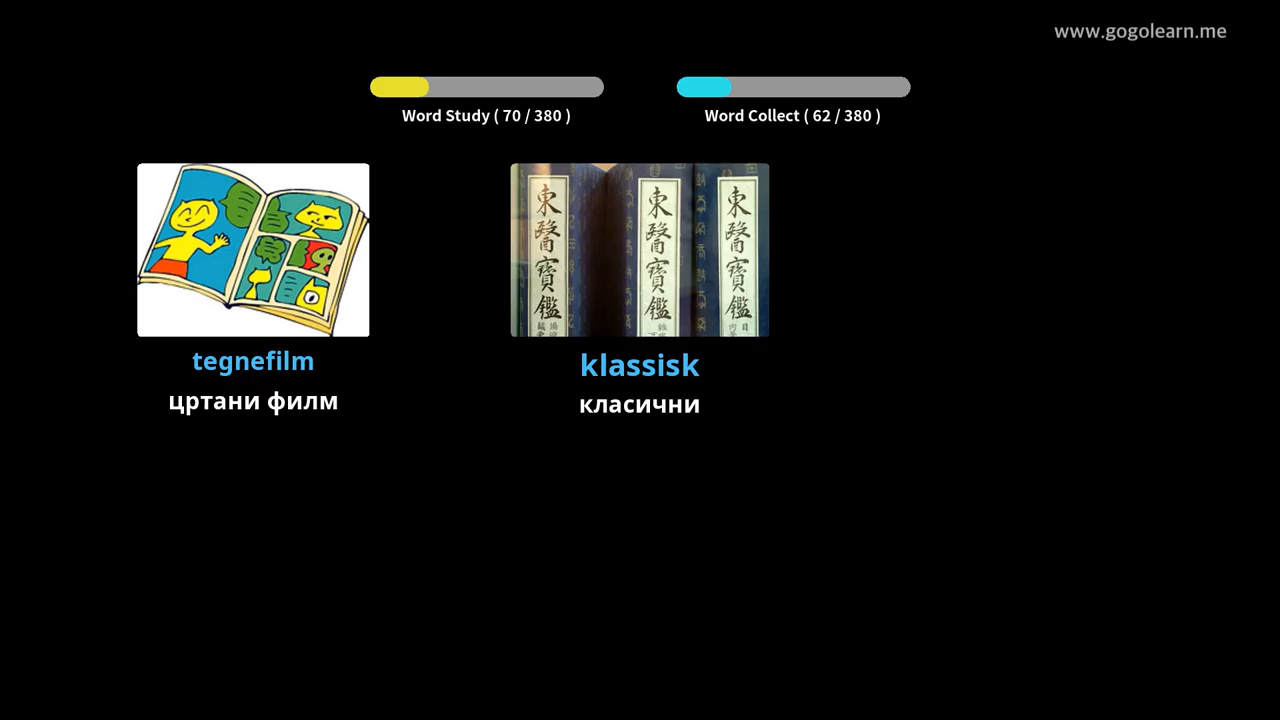 www.gogolearn.me
Word Study ( 70 / 380 )
Word Collect ( 62 / 380 )
東醫寶鑑
東醫寶鑑
東醫寶鑑
tegnefilm
klassisk
цртани филм
класични